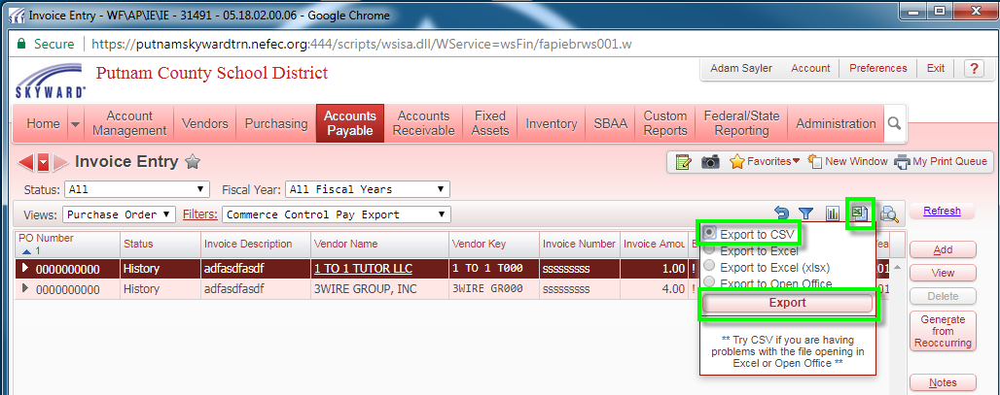 Invoice Entry - WF\AP\IE\IE - 31491 - 05.18.02.00.06 - Google Chrome
Secure https://putnamskywardtrn.nefec.org:444/scripts/wsisa.dll/WService=wsFin/fapiebrws001.w
SKYWARD
Putnam County School District
Adam Sayler Account Preferences Exit ?
Home Account Management Vendors Purchasing Accounts Payable Accounts Receivable Fixed Assets Inventory SBAA Custom Reports Federal/State Reporting Administration
Invoice Entry
Favorites New Window My Print Queue
Status: All Fiscal Year: All Fiscal Years
Views: Purchase Order Filters: Commerce Control Pay Export
Refresh
PO Number 1 Status Invoice Description Vendor Name Vendor Key Invoice Number Invoice Amou
0000000000 History adfasdfasdf 1 TO 1 TUTOR LLC 1 TO 1 T000 sssssssss 1.00
0000000000 History adfasdfasdf 3WIRE GROUP, INC 3WIRE GR000 sssssssss 4.00
Export to CSV
Export to Excel
Export to Excel (xlsx)
Export to Open Office
Export
** Try CSV if you are having
problems with the file opening in
Excel or Open Office **
Add
View
Delete
Generate
from
Reoccurring
Notes